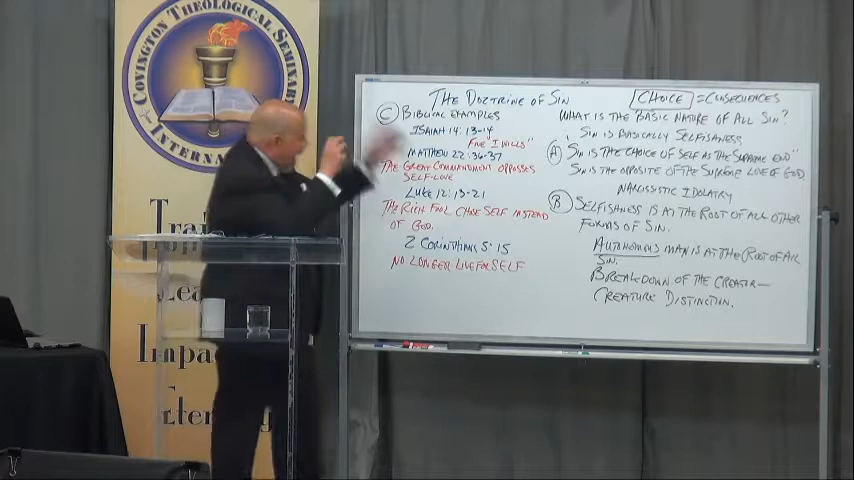 COVINGTON THEOLOGICAL SEMINARY
INTERNATIONAL
THE DOCTRINE OF SIN
C BIBLICAL EXAMPLES
ISAIAH 14:13-14
FIVE I WILLS"
MATTHEW 22:36-37
THE GREAT COMMANDMENT OPPOSES
SELF-LOVE
LUKE 12:13-21
THE RICH FOOL CHOSE SELF INSTEAD
OF GOD.
2 CORINTHIANS 5:15
NO LONGER LIVE FOR SELF
CHOICE = CONSEQUENCES
WHAT IS THE BASIC NATURE OF ALL SIN?
SIN IS BASICALLY SELFISHNESS
A SIN IS THE CHOICE OF SELF AS THE SUPREME END"
SIN IS THE OPPOSITE OF THE SUPREME LOVE OF GOD
NARCISSISTIC IDOLATRY
B SELFISHNESS IS AT THE ROOT OF ALL OTHER
FORMS OF SIN.
AUTONOMOUS MAN IS AT THE ROOT OF ALL
SIN.
BREAKDOWN OF THE CREATOR-
CREATURE DISTINCTION.